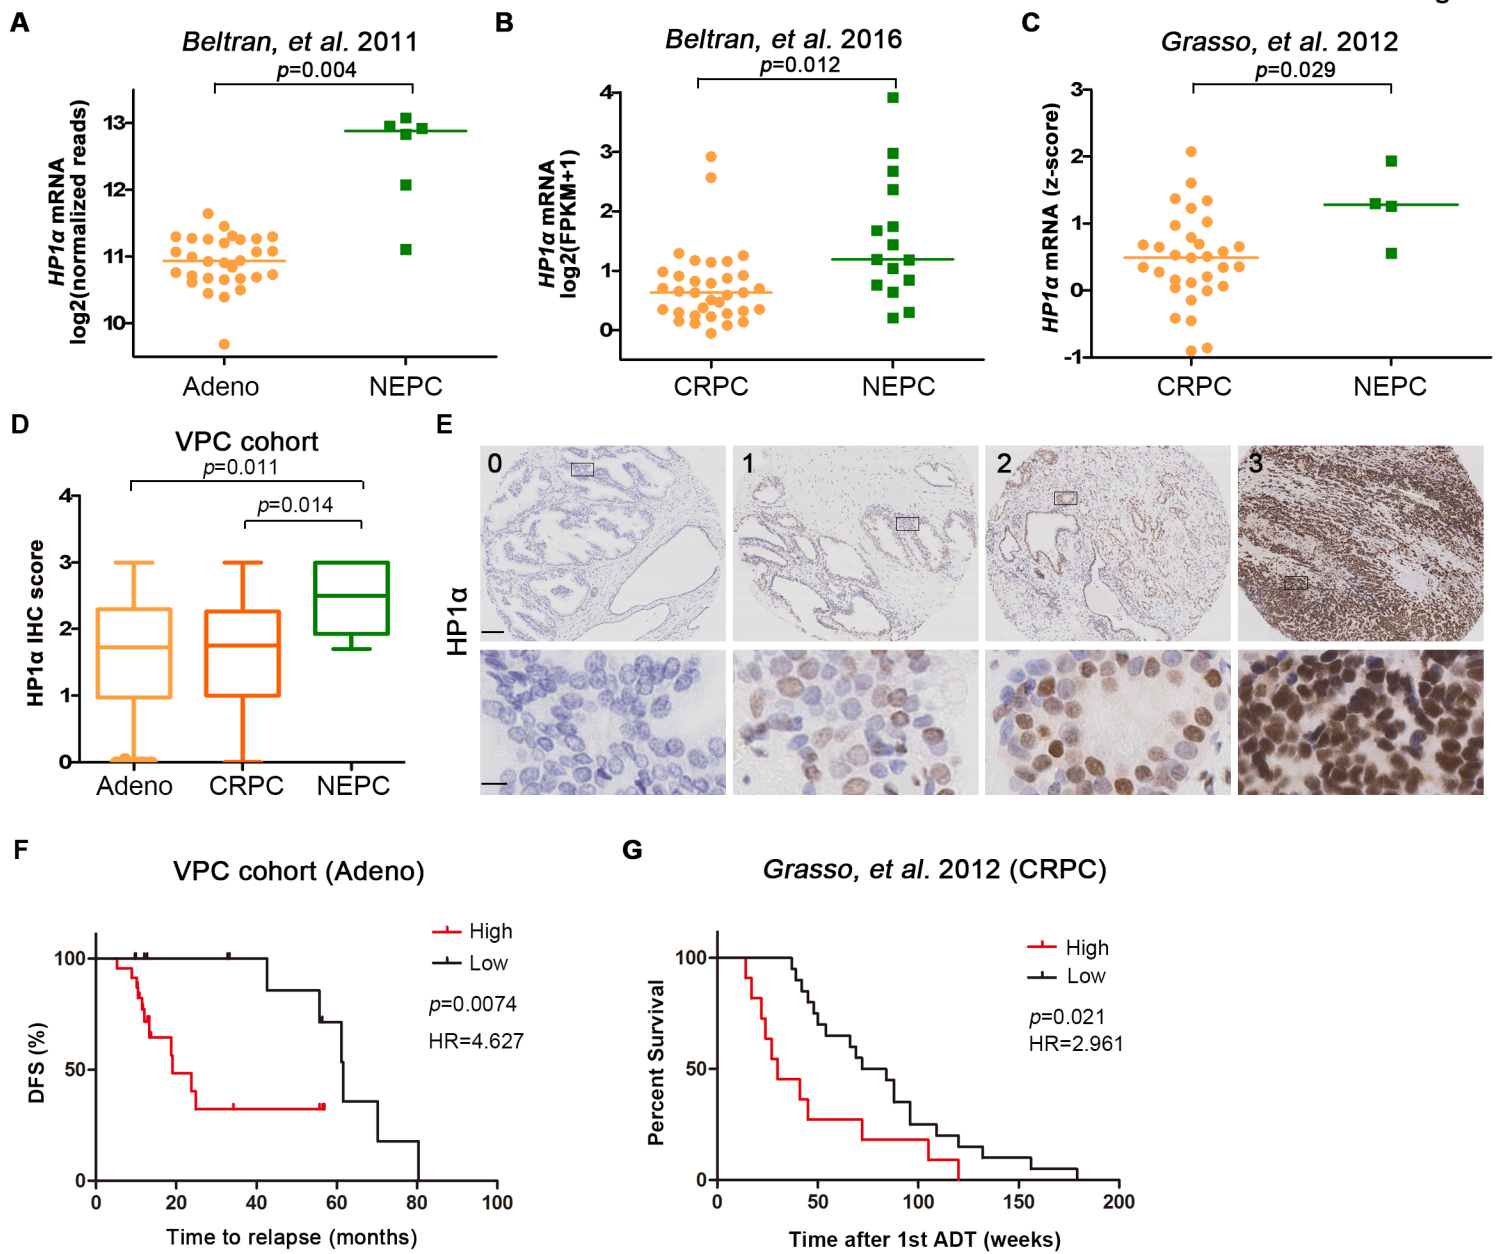 A
Beltran, et al. 2011
p=0.004
HP1α mRNA
log2(normalized reads)
13
12
11
10
Adeno
NEPC
B
Beltran, et al. 2016
p=0.012
HP1α mRNA
log2(FPKM+1)
4
3
2
1
0
CRPC
NEPC
C
Grasso, et al. 2012
p=0.029
HP1α mRNA (z-score)
3
2
1
0
-1
CRPC
NEPC
D
VPC cohort
p=0.011
p=0.014
HP1α IHC score
4
3
2
1
0
Adeno
CRPC
NEPC
E
HP1α
0
1
2
3
F
VPC cohort (Adeno)
High
Low
p=0.0074
HR=4.627
DFS (%)
100
50
0
0
20
40
60
80
100
Time to relapse (months)
G
Grasso, et al. 2012 (CRPC)
High
Low
p=0.021
HR=2.961
Percent Survival
100
50
0
0
50
100
150
200
Time after 1st ADT (weeks)